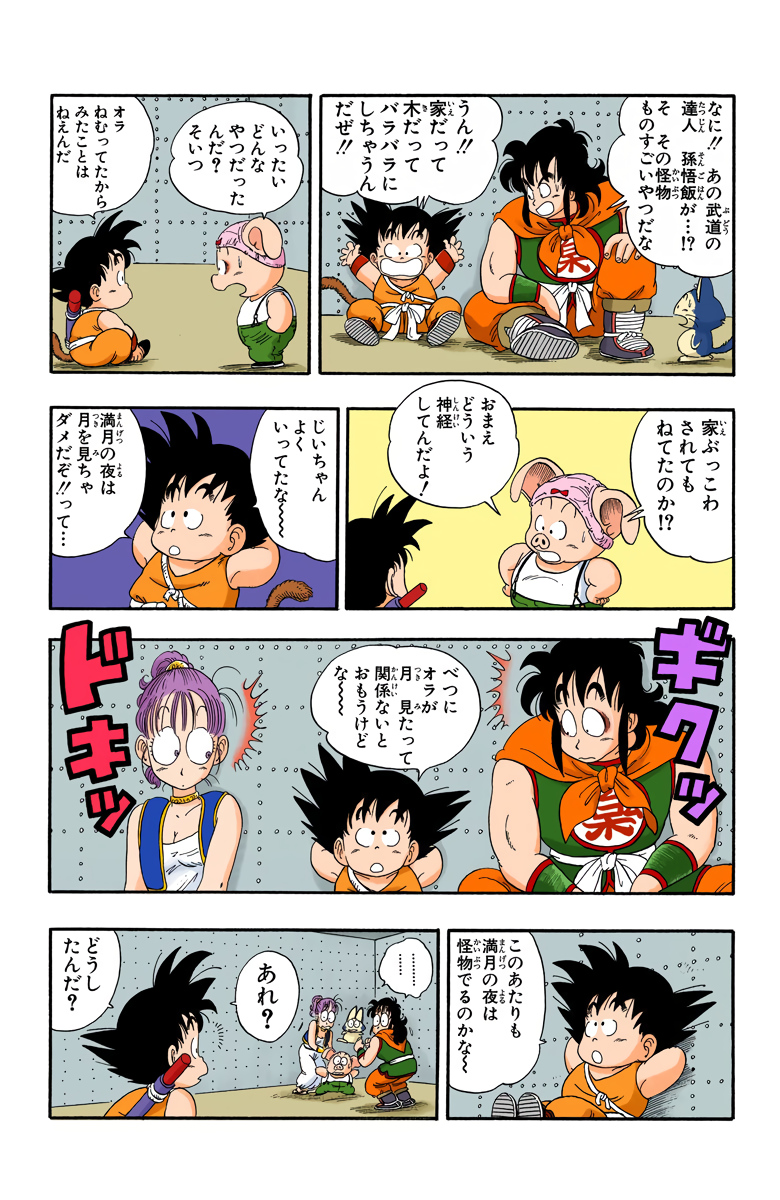 なに!!　あの武道の
達人　孫悟飯が…!?
そ　その怪物
ものすごいやつだな
うん!!
家だって
木だって
バラバラに
しちゃうん
だぜ!!
いったい
どんな
やつだった
んだ？
そいつ
オラ
ねむってたから
みたことは
ねえんだ
家ぶっこわ
されても
ねてたのか!?
おまえ
どういう
神経
してんだよ！
じいちゃん
よく
いってたな〜〜
満月の夜は
月を見ちゃ
ダメだぞ!!って…
ギクッ
べつに
オラが
月　見たって
関係ないと
おもうけど
な〜〜
ドキッ
このあたりも
満月の夜は
怪物でるのかな〜
………
あれ？
どうし
たんだ？